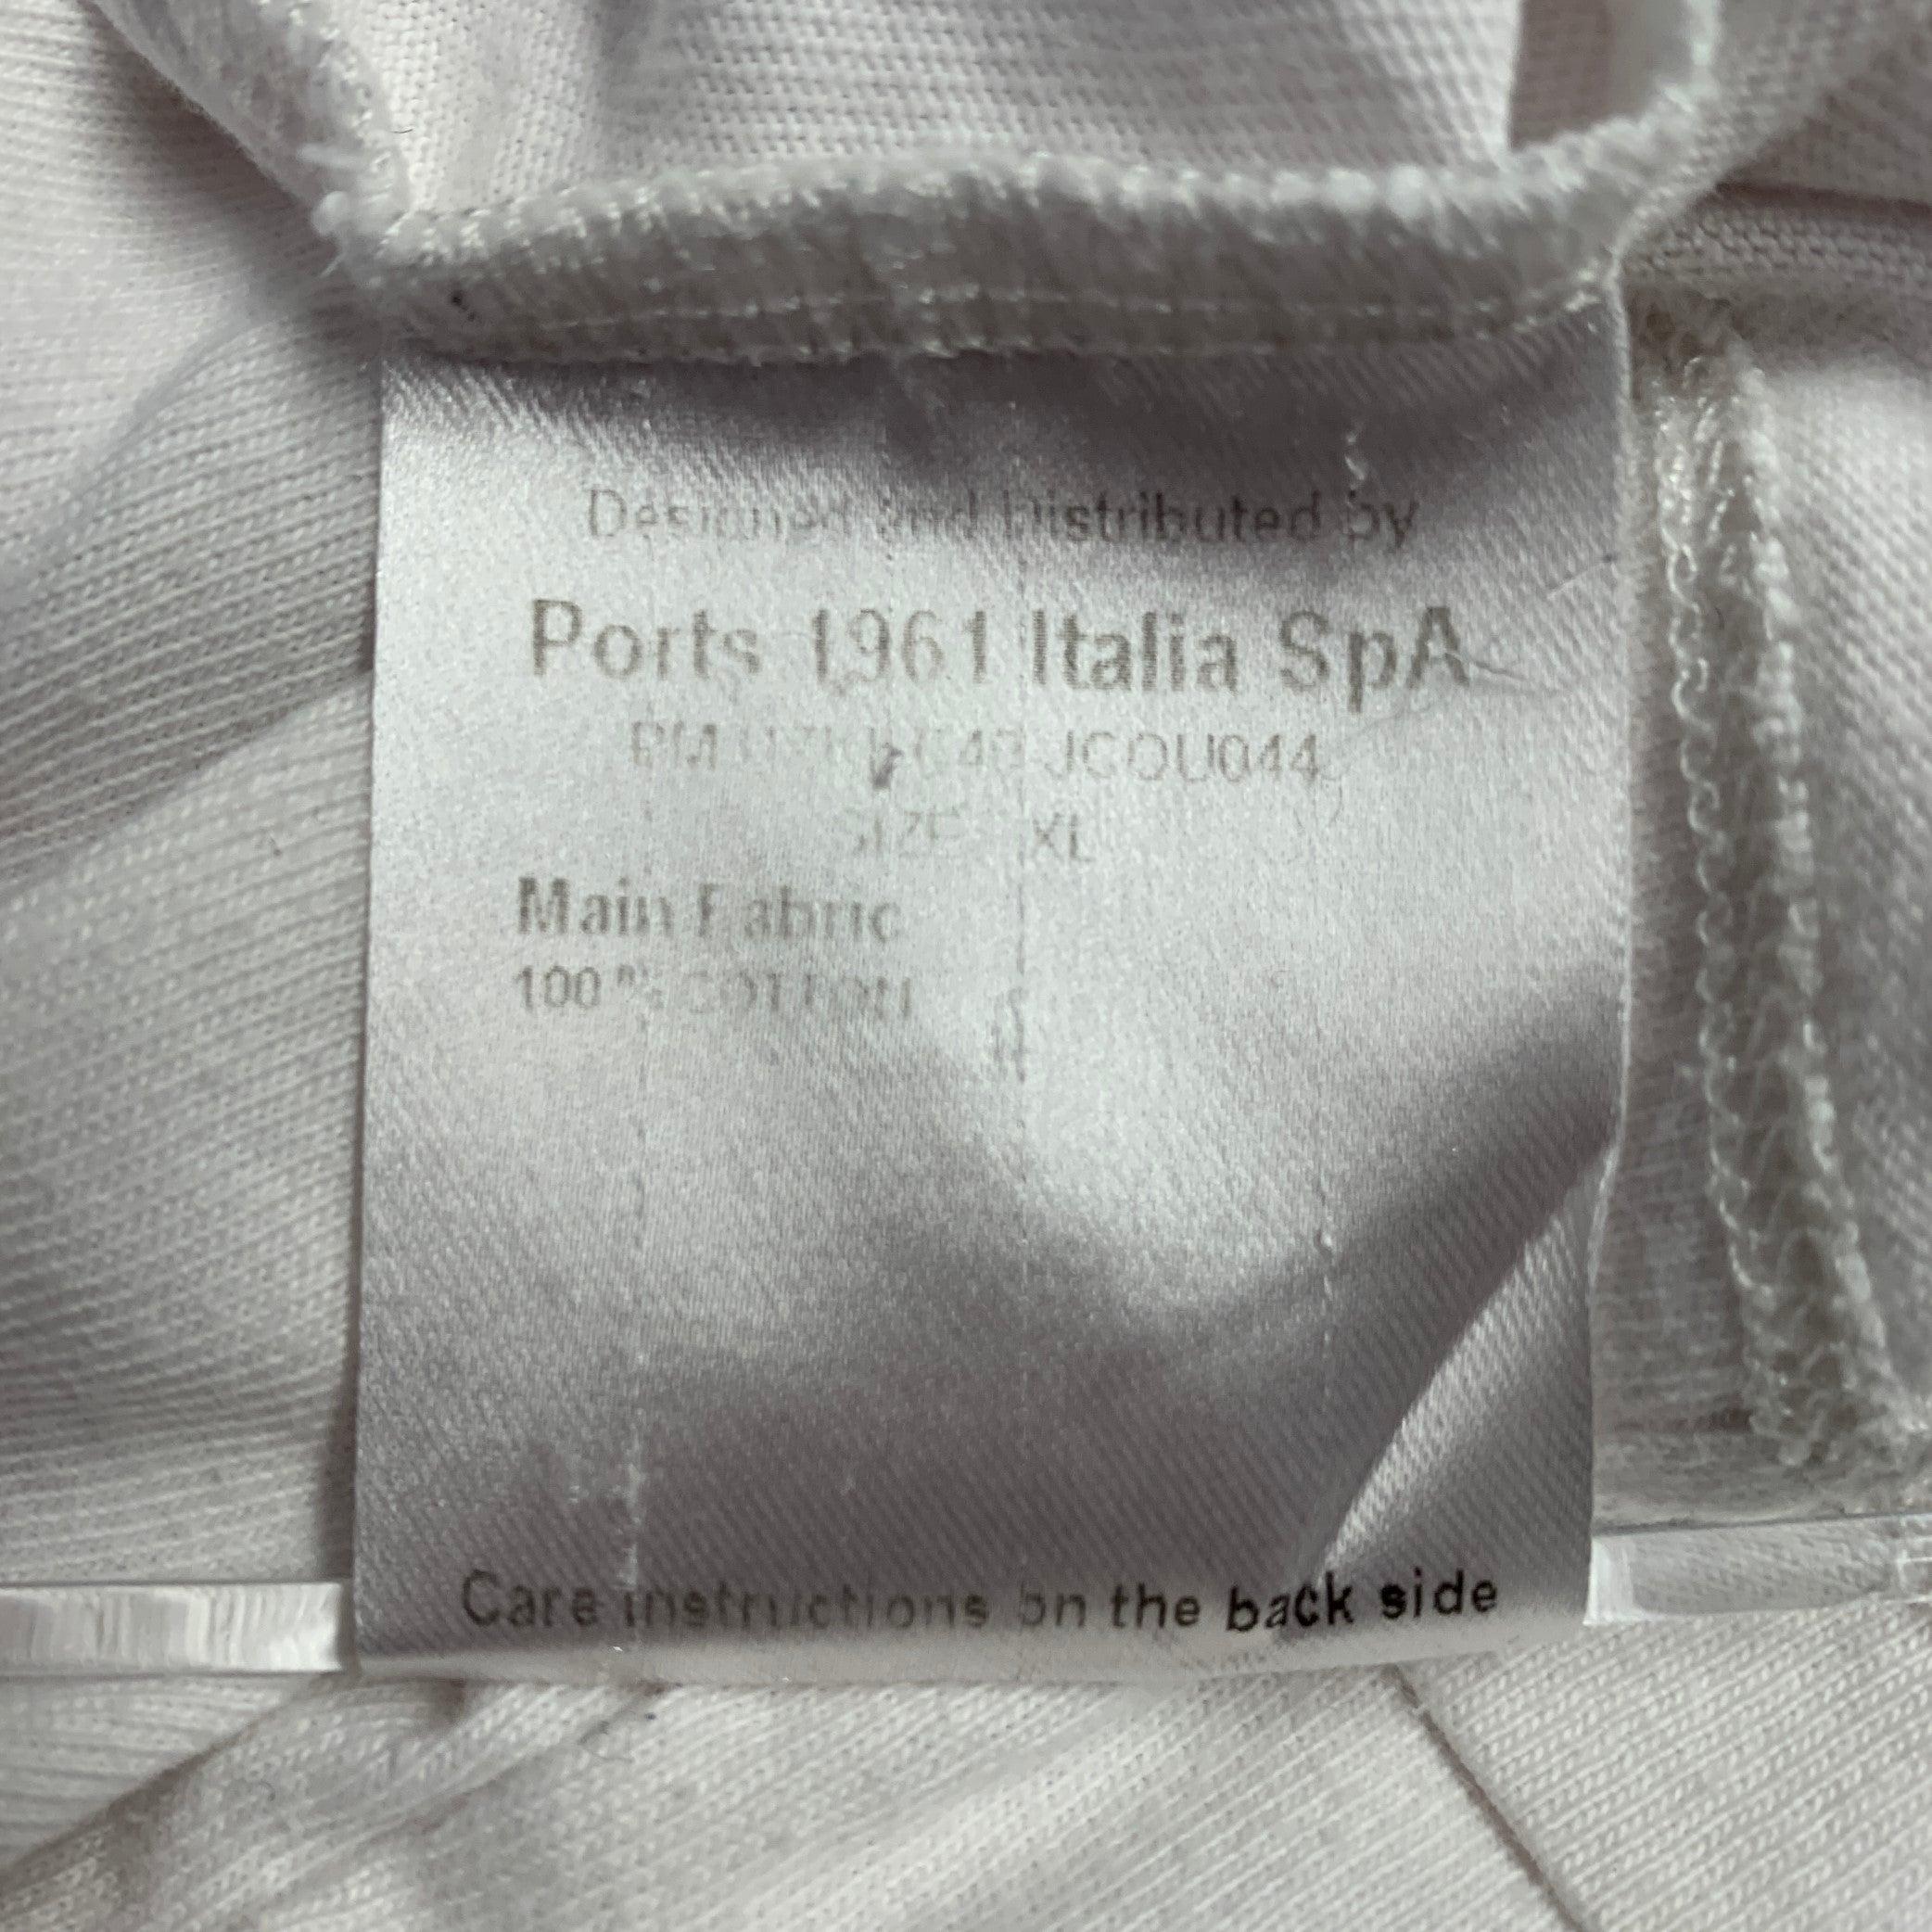 Designed and Distributed by
Ports 1961 Italia SpA
JCOU044
SIZE XL
Main Fabric
100 % COTTON
Care instructions on the back side